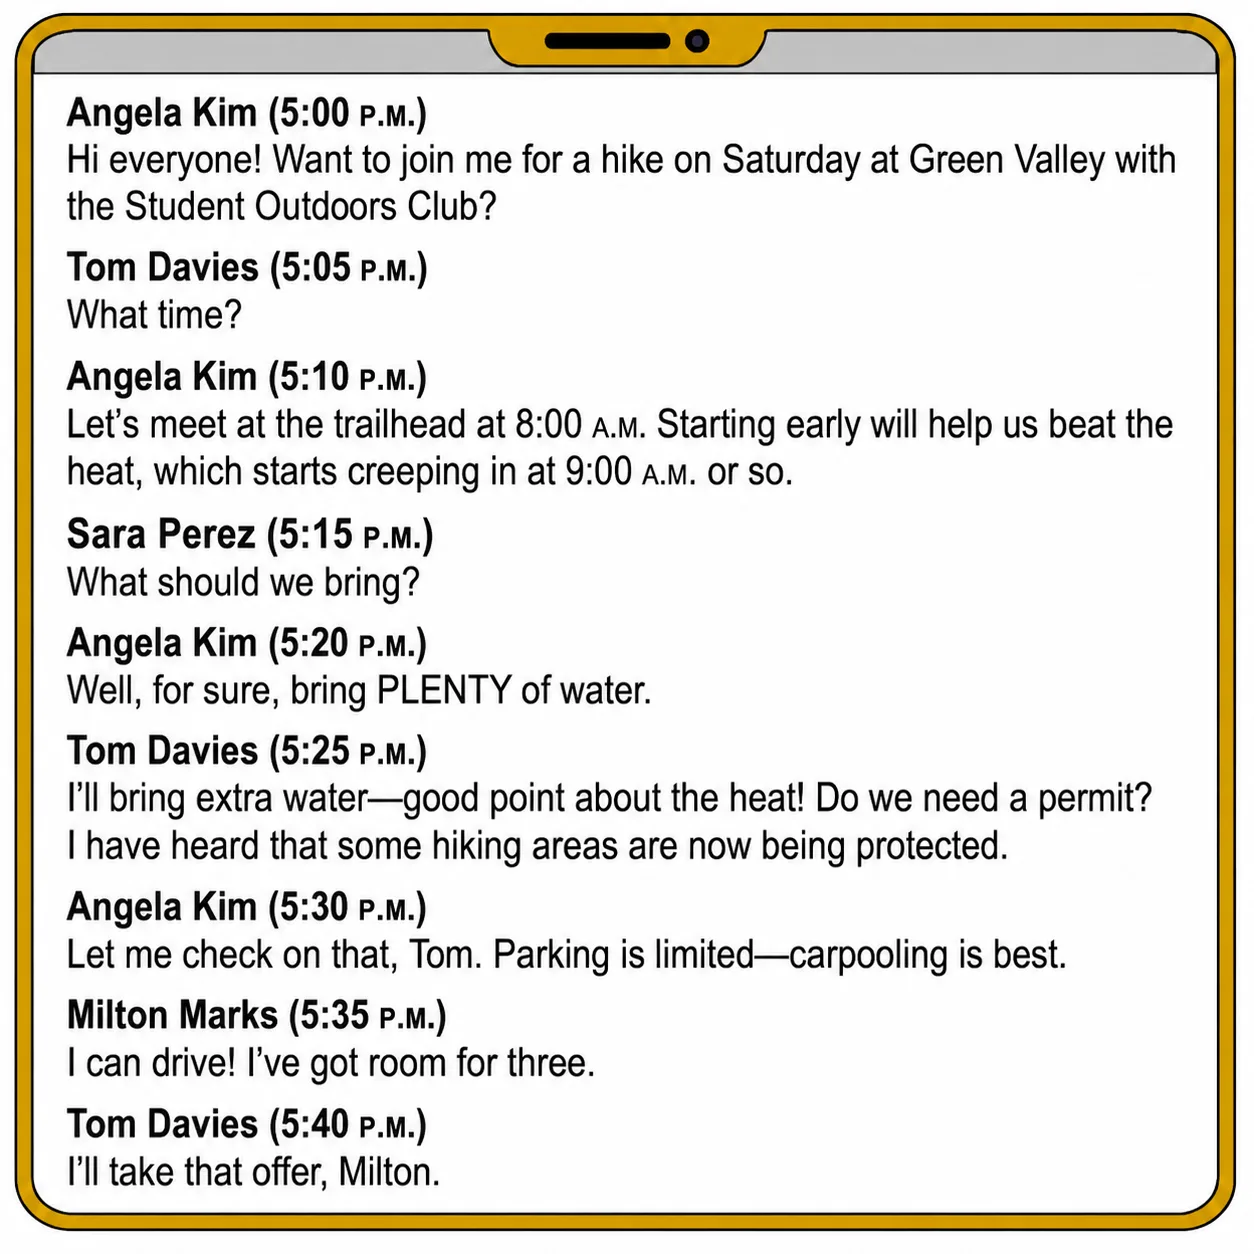 Angela Kim (5:00 P.M.)
Hi everyone! Want to join me for a hike on Saturday at Green Valley with
the Student Outdoors Club?
Tom Davies (5:05 P.M.)
What time?
Angela Kim (5:10 P.M.)
Let’s meet at the trailhead at 8:00 A.M. Starting early will help us beat the
heat, which starts creeping in at 9:00 A.M. or so.
Sara Perez (5:15 P.M.)
What should we bring?
Angela Kim (5:20 P.M.)
Well, for sure, bring PLENTY of water.
Tom Davies (5:25 P.M.)
I’ll bring extra water—good point about the heat! Do we need a permit?
I have heard that some hiking areas are now being protected.
Angela Kim (5:30 P.M.)
Let me check on that, Tom. Parking is limited—carpooling is best.
Milton Marks (5:35 P.M.)
I can drive! I’ve got room for three.
Tom Davies (5:40 P.M.)
I’ll take that offer, Milton.